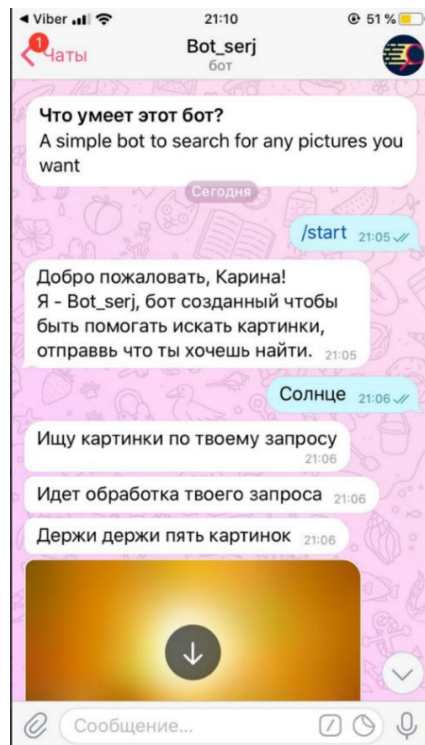 Viber 21:10 51 %
1
Чаты Bot_serj
бот
Что умеет этот бот?
A simple bot to search for any pictures you
want
Сегодня
/start 21:05
Добро пожаловать, Карина!
Я - Bot_serj, бот созданный чтобы
быть помогать искать картинки,
отправвь что ты хочешь найти. 21:05
Солнце 21:06
Ищу картинки по твоему запросу
21:06
Идет обработка твоего запроса 21:06
Держи держи пять картинок 21:06
Сообщение...